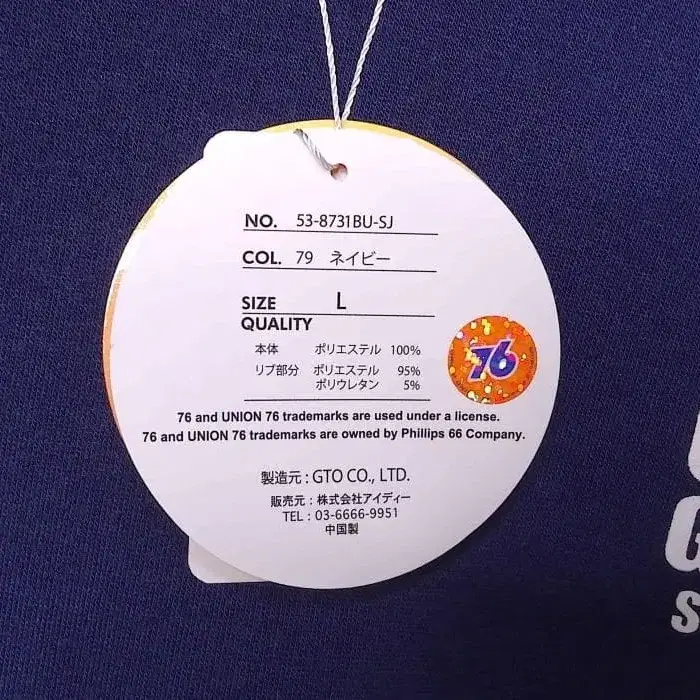 NO. 53-8731BU-SJ
COL. 79 ネイビー
SIZE L
QUALITY
本体 ポリエステル 100%
リブ部分 ポリエステル 95%
ポリウレタン 5%
76
76 and UNION 76 trademarks are used under a license.
76 and UNION 76 trademarks are owned by Phillips 66 Company.
製造元 : GTO CO., LTD.
販売元 : 株式会社アイディー
TEL : 03-6666-9951
中国製